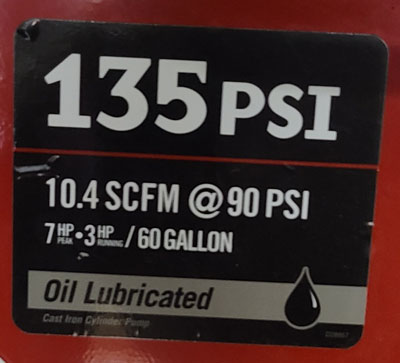 135 PSI
10.4 SCFM @ 90 PSI
7 HP PEAK • 3 HP RUNNING / 60 GALLON
Oil Lubricated
Cast Iron Cylinder Pump